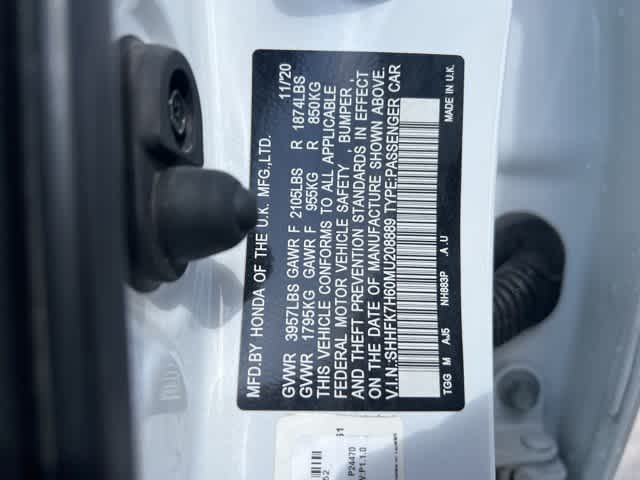 MFD.BY HONDA OF THE U.K. MFG.,LTD. 11/20
GVWR 3957LBS GAWR F 2105LBS R 1874LBS
GVWR 1795KG GAWR F 955KG R 850KG
THIS VEHICLE CONFORMS TO ALL APPLICABLE
FEDERAL MOTOR VEHICLE SAFETY , BUMPER ,
AND THEFT PREVENTION STANDARDS IN EFFECT
ON THE DATE OF MANUFACTURE SHOWN ABOVE.
V.I.N.:SHHFK7H60MU208889 TYPE:PASSENGER CAR
TGG M AJ5 NH883P .A .U MADE IN U.K.
P24470